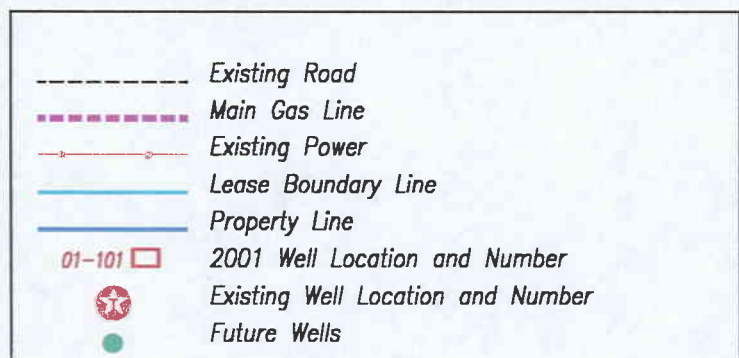 Existing Road
Main Gas Line
Existing Power
Lease Boundary Line
Property Line
01-101 2001 Well Location and Number
Existing Well Location and Number
Future Wells